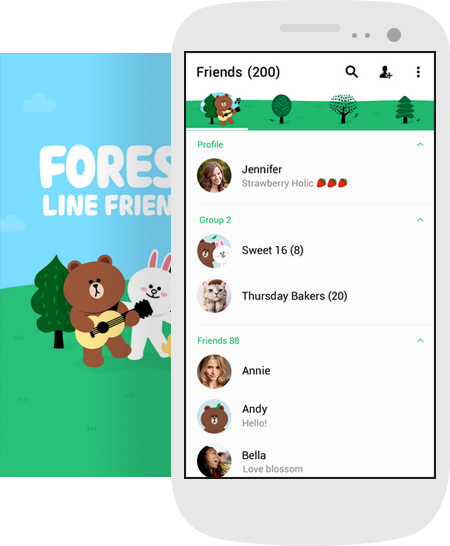 FORES
LINE FRIEN
Friends (200)
Profile
Jennifer
Strawberry Holic 🍓🍓🍓
Group 2
Sweet 16 (8)
Thursday Bakers (20)
Friends 88
Annie
Andy
Hello!
Bella
Love blossom